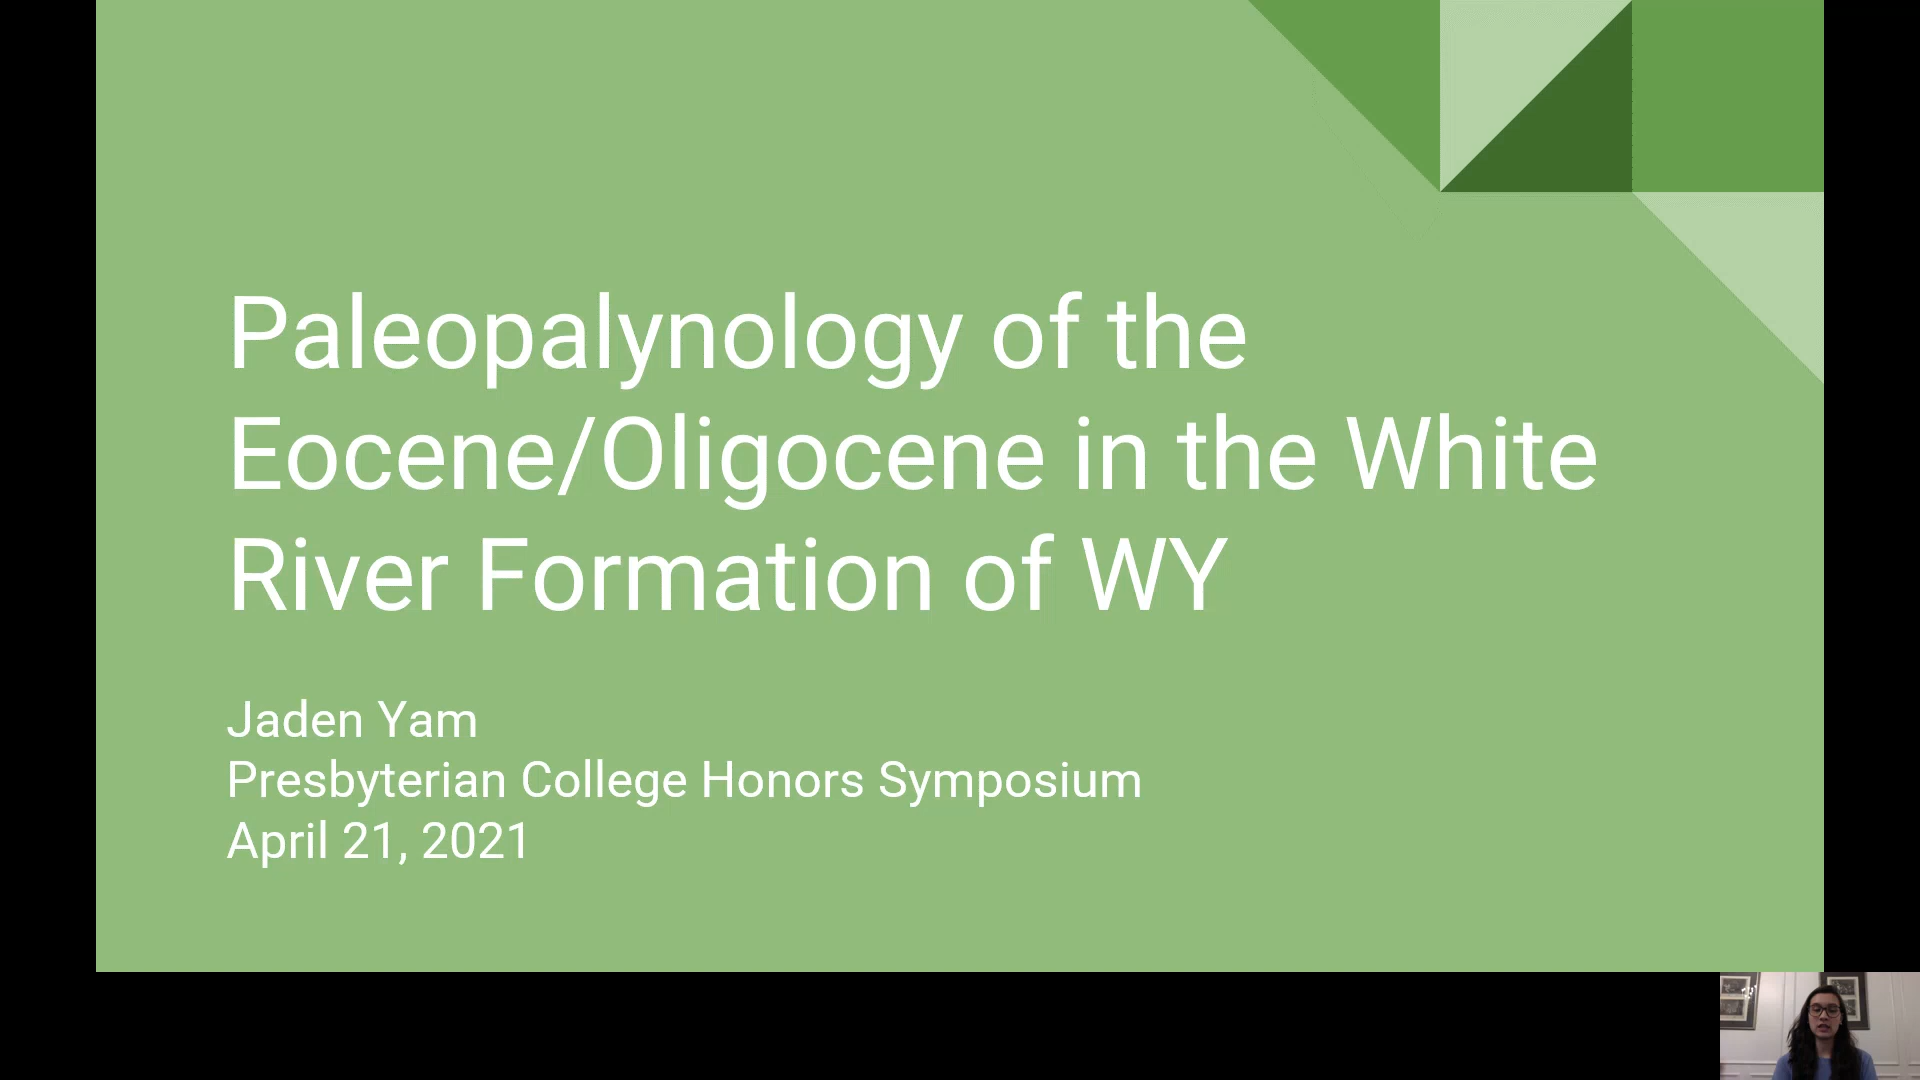 Paleopalynology of the
Eocene/Oligocene in the White
River Formation of WY
Jaden Yam
Presbyterian College Honors Symposium
April 21, 2021